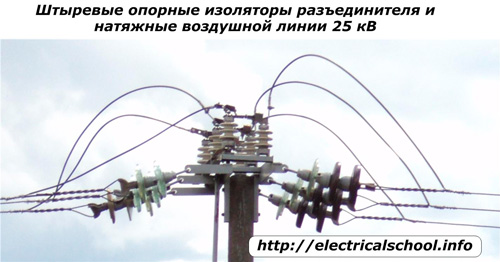 Штыревые опорные изоляторы разъединителя и
натяжные воздушной линии 25 кВ
http://electricalschool.info